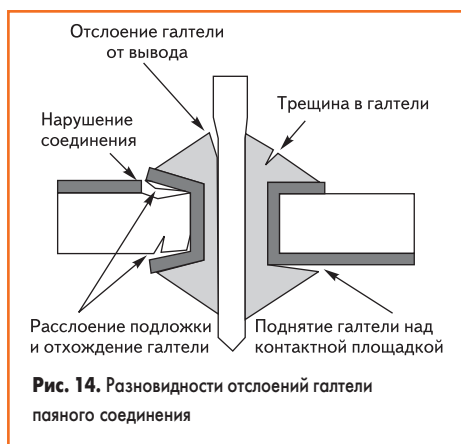 Отслоение галтели
от вывода
Трещина в галтели
Нарушение
соединения
Расслоение подложки
и отхождение галтели
Поднятие галтели над
контактной площадкой
Рис. 14. Разновидности отслоений галтели
паяного соединения